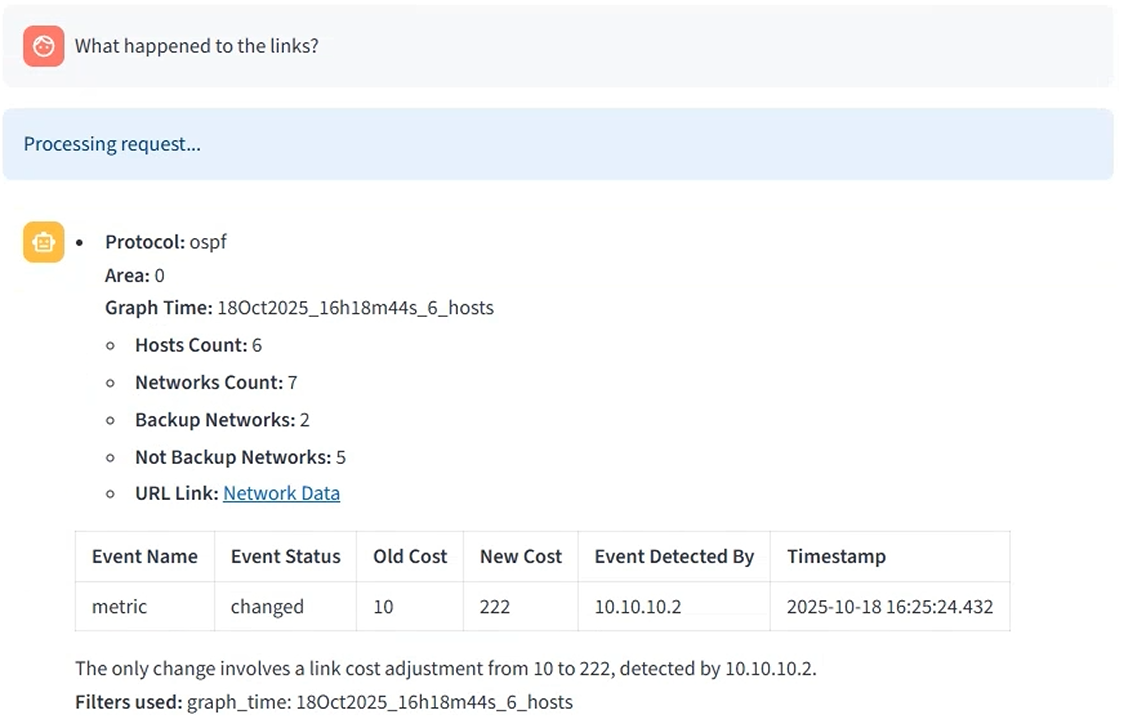 What happened to the links?
Processing request...
• Protocol: ospf
Area: 0
Graph Time: 18Oct2025_16h18m44s_6_hosts
◦ Hosts Count: 6
◦ Networks Count: 7
◦ Backup Networks: 2
◦ Not Backup Networks: 5
◦ URL Link: Network Data
Event Name Event Status Old Cost New Cost Event Detected By Timestamp
metric changed 10 222 10.10.10.2 2025-10-18 16:25:24.432
The only change involves a link cost adjustment from 10 to 222, detected by 10.10.10.2.
Filters used: graph_time: 18Oct2025_16h18m44s_6_hosts